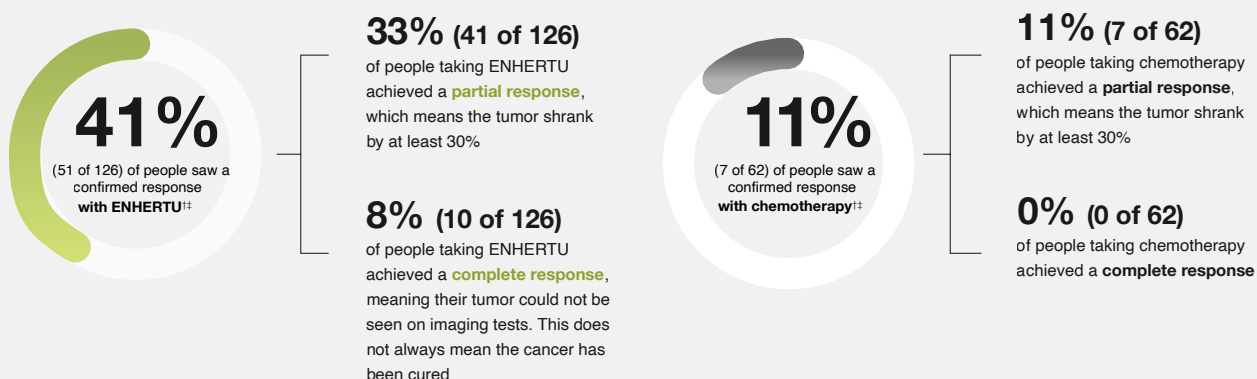 41%
(51 of 126) of people saw a
confirmed response
with ENHERTU†‡
33% (41 of 126)
of people taking ENHERTU
achieved a partial response,
which means the tumor shrank
by at least 30%
8% (10 of 126)
of people taking ENHERTU
achieved a complete response,
meaning their tumor could not be
seen on imaging tests. This does
not always mean the cancer has
been cured
11%
(7 of 62) of people saw a
confirmed response
with chemotherapy†‡
11% (7 of 62)
of people taking chemotherapy
achieved a partial response,
which means the tumor shrank
by at least 30%
0% (0 of 62)
of people taking chemotherapy
achieved a complete response